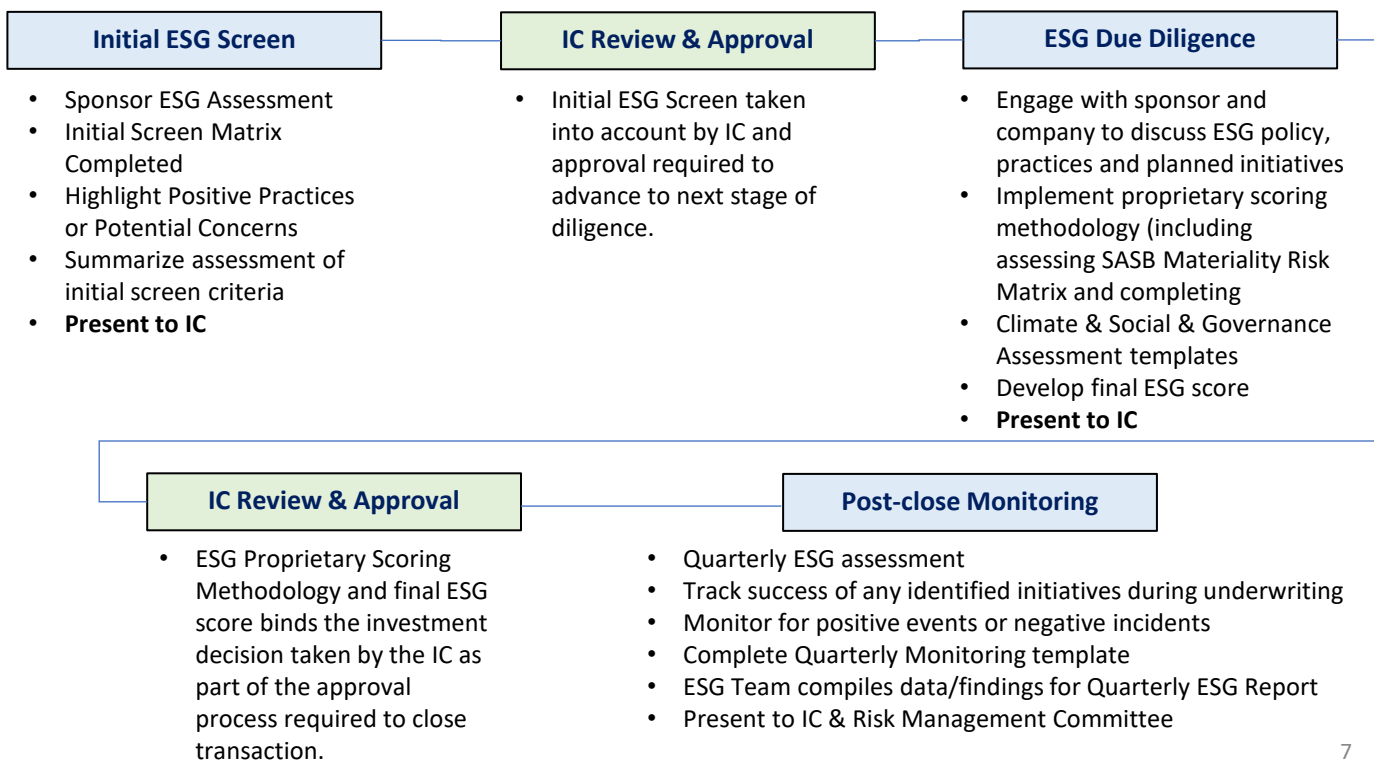 Initial ESG Screen
• Sponsor ESG Assessment
• Initial Screen Matrix
Completed
• Highlight Positive Practices
or Potential Concerns
• Summarize assessment of
initial screen criteria
• Present to IC
IC Review & Approval
• Initial ESG Screen taken
into account by IC and
approval required to
advance to next stage of
diligence.
ESG Due Diligence
• Engage with sponsor and
company to discuss ESG policy,
practices and planned initiatives
• Implement proprietary scoring
methodology (including
assessing SASB Materiality Risk
Matrix and completing
• Climate & Social & Governance
Assessment templates
• Develop final ESG score
• Present to IC
IC Review & Approval
• ESG Proprietary Scoring
Methodology and final ESG
score binds the investment
decision taken by the IC as
part of the approval
process required to close
transaction.
Post-close Monitoring
• Quarterly ESG assessment
• Track success of any identified initiatives during underwriting
• Monitor for positive events or negative incidents
• Complete Quarterly Monitoring template
• ESG Team compiles data/findings for Quarterly ESG Report
• Present to IC & Risk Management Committee
7